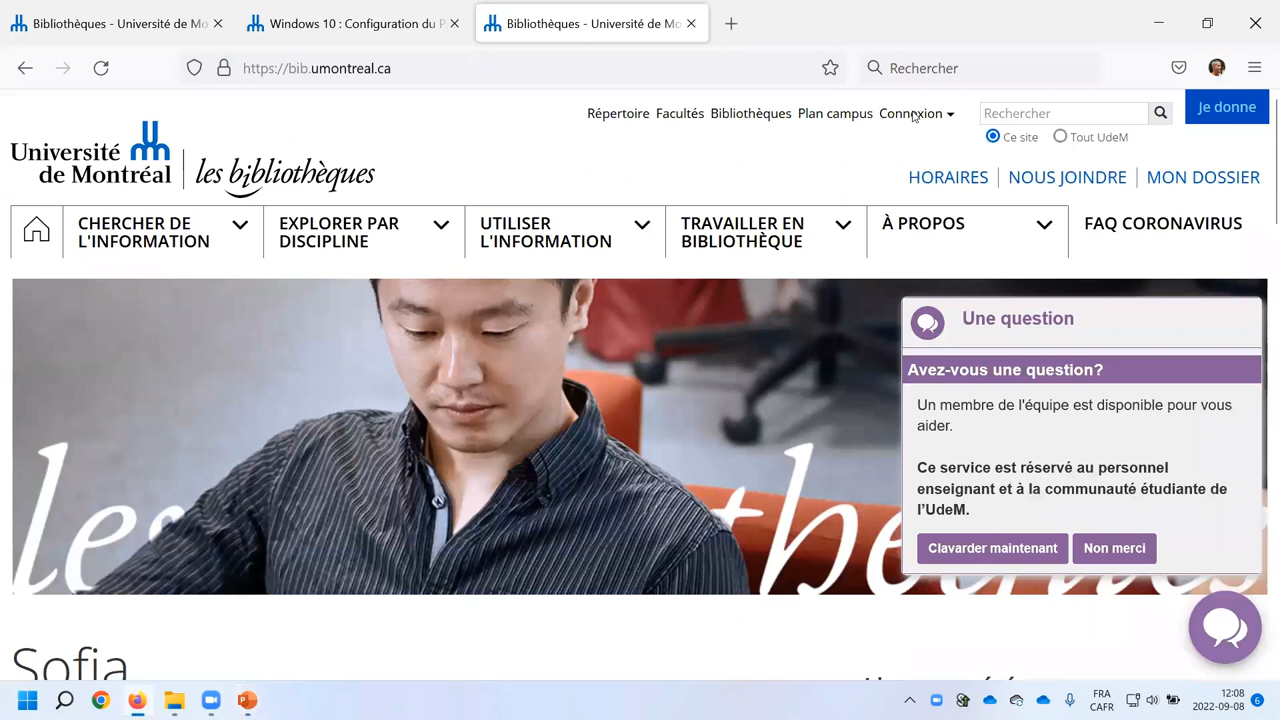 Bibliothèques - Université de Mo
Windows 10 : Configuration du P
Bibliothèques - Université de Mo
https://bib.umontreal.ca
Rechercher
Répertoire Facultés Bibliothèques Plan campus Connexion
Rechercher
Je donne
Ce site Tout UdeM
Université
de Montréal
les bibliothèques
HORAIRES NOUS JOINDRE MON DOSSIER
CHERCHER DE
L'INFORMATION
EXPLORER PAR
DISCIPLINE
UTILISER
L'INFORMATION
TRAVAILLER EN
BIBLIOTHÈQUE
À PROPOS
FAQ CORONAVIRUS
Une question
Avez-vous une question?
Un membre de l'équipe est disponible pour vous
aider.
Ce service est réservé au personnel
enseignant et à la communauté étudiante de
l'UdeM.
Clavarder maintenant
Non merci
Sofia
FRA
CAFR
12:08
2022-09-08
6